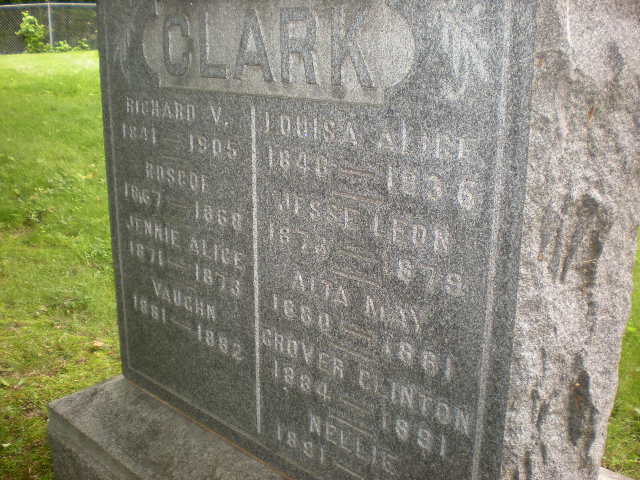 CLARK
RICHARD V.
1841 — 1905
ROSCOE
1867 — 1868
JENNIE ALICE
1871 — 1873
VAUGHN
1881 — 1882
LOUISA ALICE
1846 — 1936
JESSE LEON
1879
ALTA MAY
1880 — 1881
GROVER CLINTON
1884 — 1891
NELLIE
1891 —